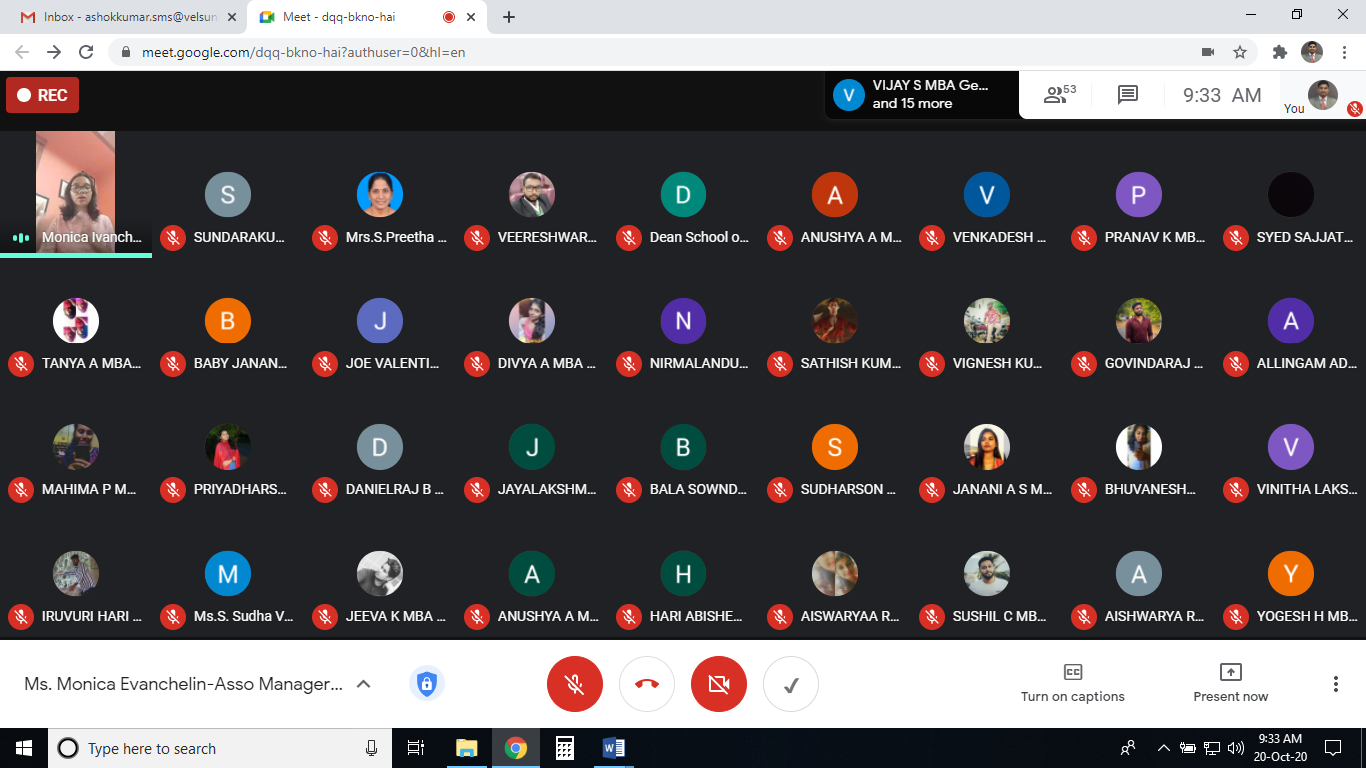 Inbox - ashokkumar.sms@velsun
Meet - dqq-bkno-hai
meet.google.com/dqq-bkno-hai?authuser=0&hl=en
REC
V
VIJAY S MBA Ge...
and 15 more
53
9:33 AM
You
Monica Ivanch...
S
SUNDARAKU...
Mrs.S.Preetha ...
VEERESHWAR...
D
Dean School o...
A
ANUSHYA A M...
V
VENKADESH ...
P
PRANAV K MB...
SYED SAJJAT...
TANYA A MBA...
B
BABY JANAN...
J
JOE VALENTI...
DIVYA A MBA ...
N
NIRMALANDU...
SATHISH KUM...
VIGNESH KU...
GOVINDARAJ ...
A
ALLINGAM AD...
MAHIMA P M...
PRIYADHARS...
D
DANIELRAJ B ...
J
JAYALAKSHM...
B
BALA SOWND...
S
SUDHARSON ...
JANANI A S M...
BHUVANESH...
V
VINITHA LAKS...
IRUVURI HARI ...
M
Ms.S. Sudha V...
JEEVA K MBA ...
A
ANUSHYA A M...
H
HARI ABISHE...
AISWARYAA R...
SUSHIL C MB...
A
AISHWARYA R...
Y
YOGESH H MB...
Ms. Monica Evanchelin-Asso Manager...
Turn on captions
Present now
Type here to search
9:33 AM
20-Oct-20